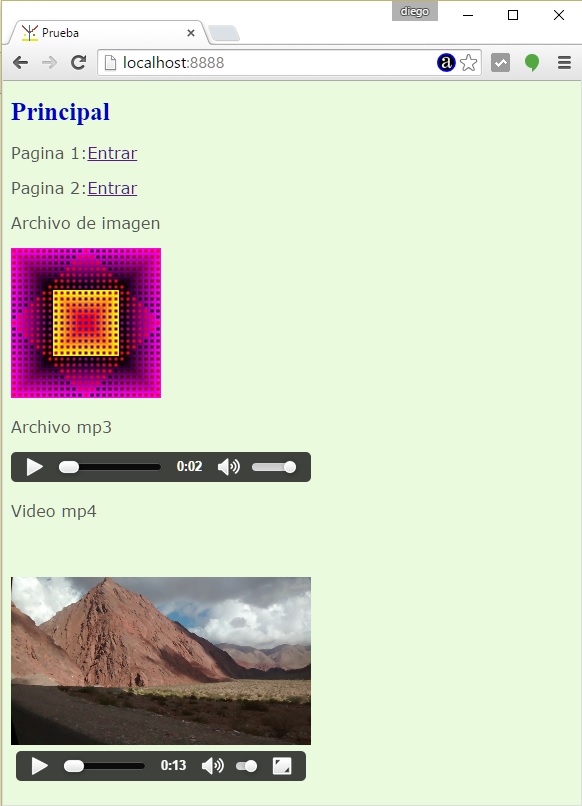 diego
Prueba
localhost:8888
a
Principal
Pagina 1:Entrar
Pagina 2:Entrar
Archivo de imagen
Archivo mp3
0:02
Video mp4
0:13